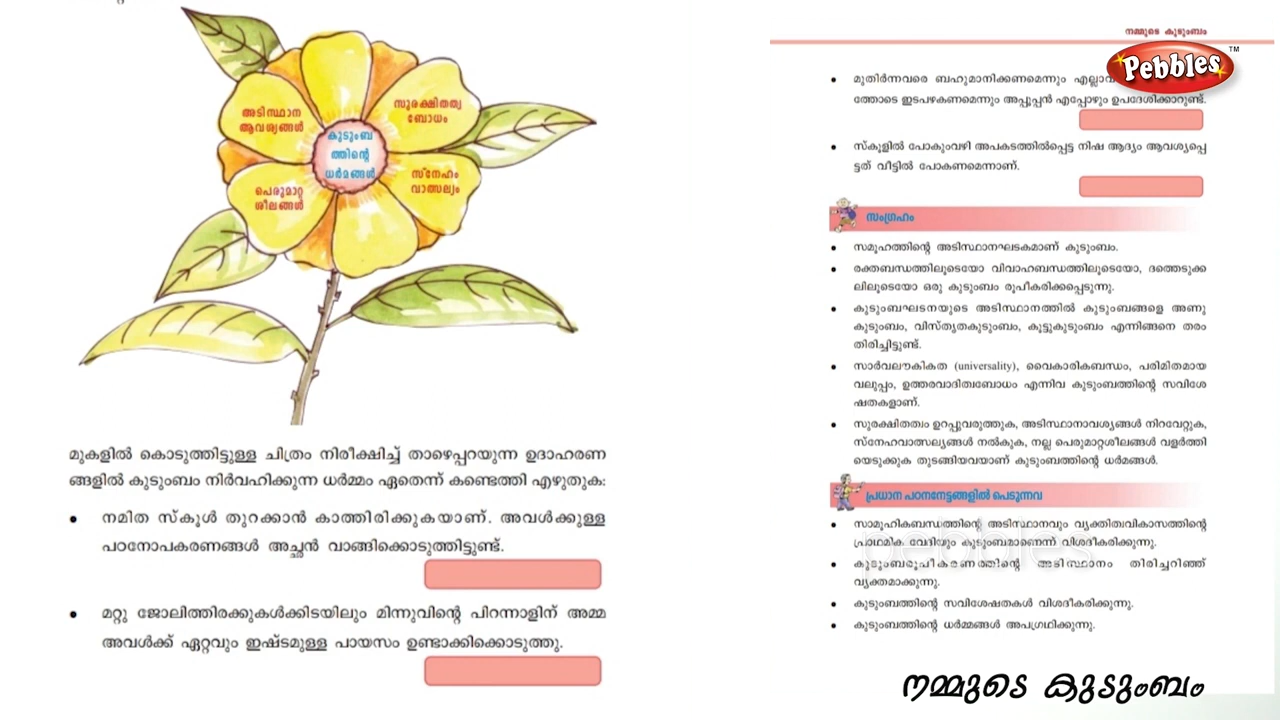 അടിസ്ഥാന
ആവശ്യങ്ങൾ
സുരക്ഷിതത്വ
ബോധം
കുടുംബ
ത്തിന്റെ
ധർമങ്ങൾ
പെരുമാറ്റ
ശീലങ്ങൾ
സ്നേഹം
വാത്സല്യം
മുകളിൽ കൊടുത്തിട്ടുള്ള ചിത്രം നിരീക്ഷിച്ച് താഴെപ്പറയുന്ന ഉദാഹരണ
ങ്ങളിൽ കുടുംബം നിർവഹിക്കുന്ന ധർമ്മം ഏതെന്ന് കണ്ടെത്തി എഴുതുക:
• നമിത സ്കൂൾ തുറക്കാൻ കാത്തിരിക്കുകയാണ്. അവൾക്കുള്ള
പഠനോപകരണങ്ങൾ അച്ഛൻ വാങ്ങിക്കൊടുത്തിട്ടുണ്ട്.
• മറ്റു ജോലിത്തിരക്കുകൾക്കിടയിലും മിന്നുവിന്റെ പിറന്നാളിന് അമ്മ
അവൾക്ക് ഏറ്റവും ഇഷ്ടമുള്ള പായസം ഉണ്ടാക്കിക്കൊടുത്തു.
നമ്മുടെ കുടുംബം
Pebbles ™
• മുതിർന്നവരെ ബഹുമാനിക്കണമെന്നും
ത്തോടെ ഇടപഴകണമെന്നും അപ്പൂപ്പൻ എപ്പോഴും ഉപദേശിക്കാറുണ്ട്.
• സ്കൂളിൽ പോകുംവഴി അപകടത്തിൽപ്പെട്ട നിഷ ആദ്യം ആവശ്യപ്പെ
ട്ടത് വീട്ടിൽ പോകണമെന്നാണ്.
സംഗ്രഹം
• സമൂഹത്തിന്റെ അടിസ്ഥാനഘടകമാണ് കുടുംബം.
• രക്തബന്ധത്തിലൂടെയോ വിവാഹബന്ധത്തിലൂടെയോ, ദത്തെടുക്ക
ലിലൂടെയോ ഒരു കുടുംബം രൂപീകരിക്കപ്പെടുന്നു.
• കുടുംബഘടനയുടെ അടിസ്ഥാനത്തിൽ കുടുംബങ്ങളെ അണു
കുടുംബം, വിസ്തൃതകുടുംബം, കൂട്ടുകുടുംബം എന്നിങ്ങനെ തരം
തിരിച്ചിട്ടുണ്ട്.
• സാർവലൗകികത (universality), വൈകാരികബന്ധം, പരിമിതമായ
വലുപ്പം, ഉത്തരവാദിത്വബോധം എന്നിവ കുടുംബത്തിന്റെ സവിശേ
ഷതകളാണ്.
• സുരക്ഷിതത്വം ഉറപ്പുവരുത്തുക, അടിസ്ഥാനാവശ്യങ്ങൾ നിറവേറ്റുക,
സ്നേഹവാത്സല്യങ്ങൾ നൽകുക, നല്ല പെരുമാറ്റശീലങ്ങൾ വളർത്തി
യെടുക്കുക തുടങ്ങിയവയാണ് കുടുംബത്തിന്റെ ധർമങ്ങൾ.
പ്രധാന പഠനനേട്ടങ്ങളിൽ പെടുന്നവ
• സാമൂഹികബന്ധത്തിന്റെ അടിസ്ഥാനവും വ്യക്തിത്വവികാസത്തിന്റെ
പ്രാഥമിക വേദിയും കുടുംബമാണെന്ന് വിശദീകരിക്കുന്നു.
• കുടുംബരൂപീകരണത്തിന്റെ അടിസ്ഥാനം തിരിച്ചറിഞ്ഞ്
വ്യക്തമാക്കുന്നു.
• കുടുംബത്തിന്റെ സവിശേഷതകൾ വിശദീകരിക്കുന്നു.
• കുടുംബത്തിന്റെ ധർമ്മങ്ങൾ അപഗ്രഥിക്കുന്നു.
pebbles
നമ്മുടെ കുടുംബം